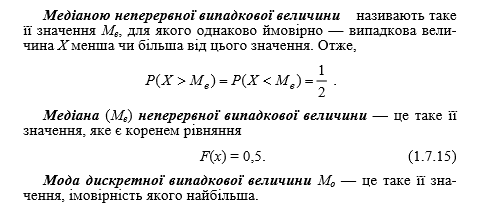 Медіаною неперервної випадкової величини називають таке
її значення Mв, для якого однаково ймовірно — випадкова вели-
чина X менша чи більша від цього значення. Отже,
P(X > Mв) = P(X < Mв) = 1/2 .
Медіана (Mв) неперервної випадкової величини — це таке її
значення, яке є коренем рівняння
F(x) = 0,5. (1.7.15)
Мода дискретної випадкової величини Mo — це таке її зна-
чення, імовірність якого найбільша.